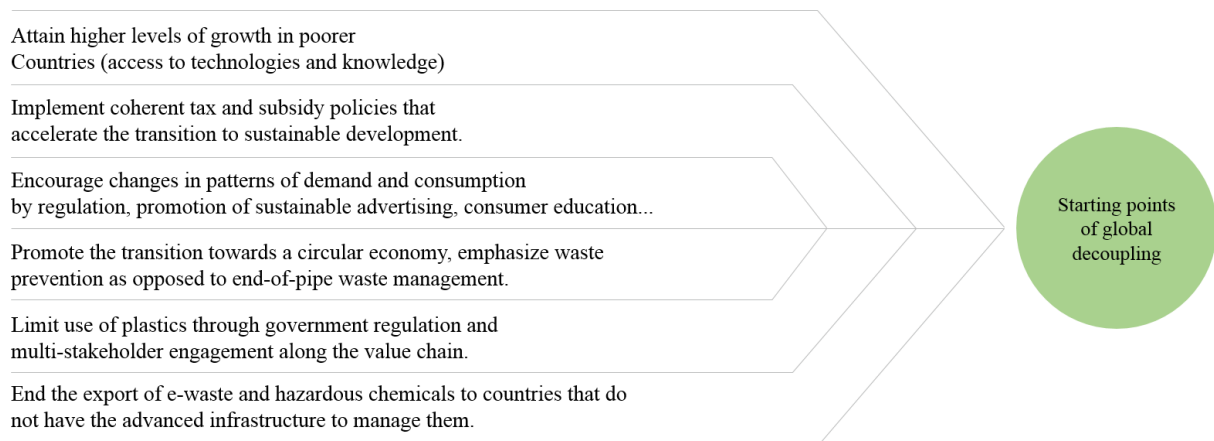 Attain higher levels of growth in poorer
Countries (access to technologies and knowledge)
Implement coherent tax and subsidy policies that
accelerate the transition to sustainable development.
Encourage changes in patterns of demand and consumption
by regulation, promotion of sustainable advertising, consumer education...
Promote the transition towards a circular economy, emphasize waste
prevention as opposed to end-of-pipe waste management.
Limit use of plastics through government regulation and
multi-stakeholder engagement along the value chain.
End the export of e-waste and hazardous chemicals to countries that do
not have the advanced infrastructure to manage them.
Starting points
of global
decoupling